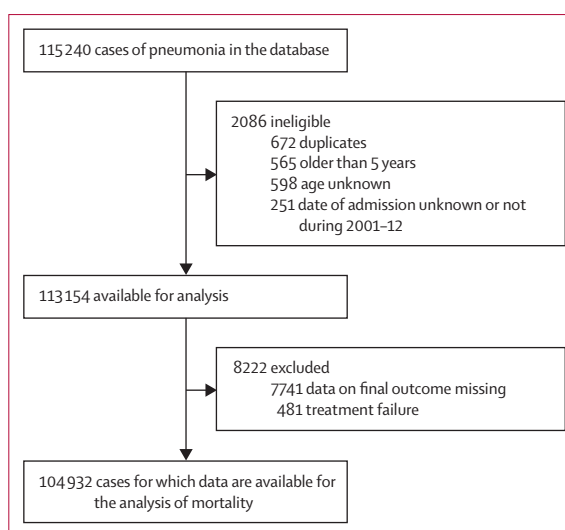 115 240 cases of pneumonia in the database
2086 ineligible
672 duplicates
565 older than 5 years
598 age unknown
251 date of admission unknown or not
during 2001–12
113 154 available for analysis
8222 excluded
7741 data on final outcome missing
481 treatment failure
104 932 cases for which data are available for
the analysis of mortality